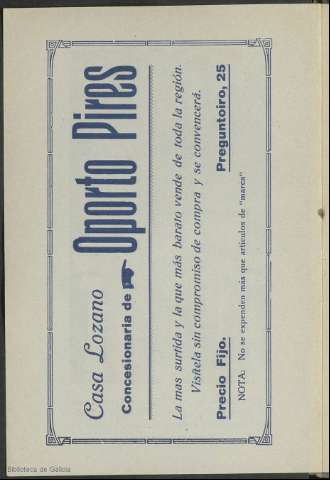 Casa Lozano
Concesionaria de Oporto Pires
La mas surtida y la que más barato vende de toda la región.
Visítela sin compromiso de compra y se convencerá.
Precio Fijo. Preguntoiro, 25
NOTA: No se expenden más que artículos de "marca"
Biblioteca de Galicia